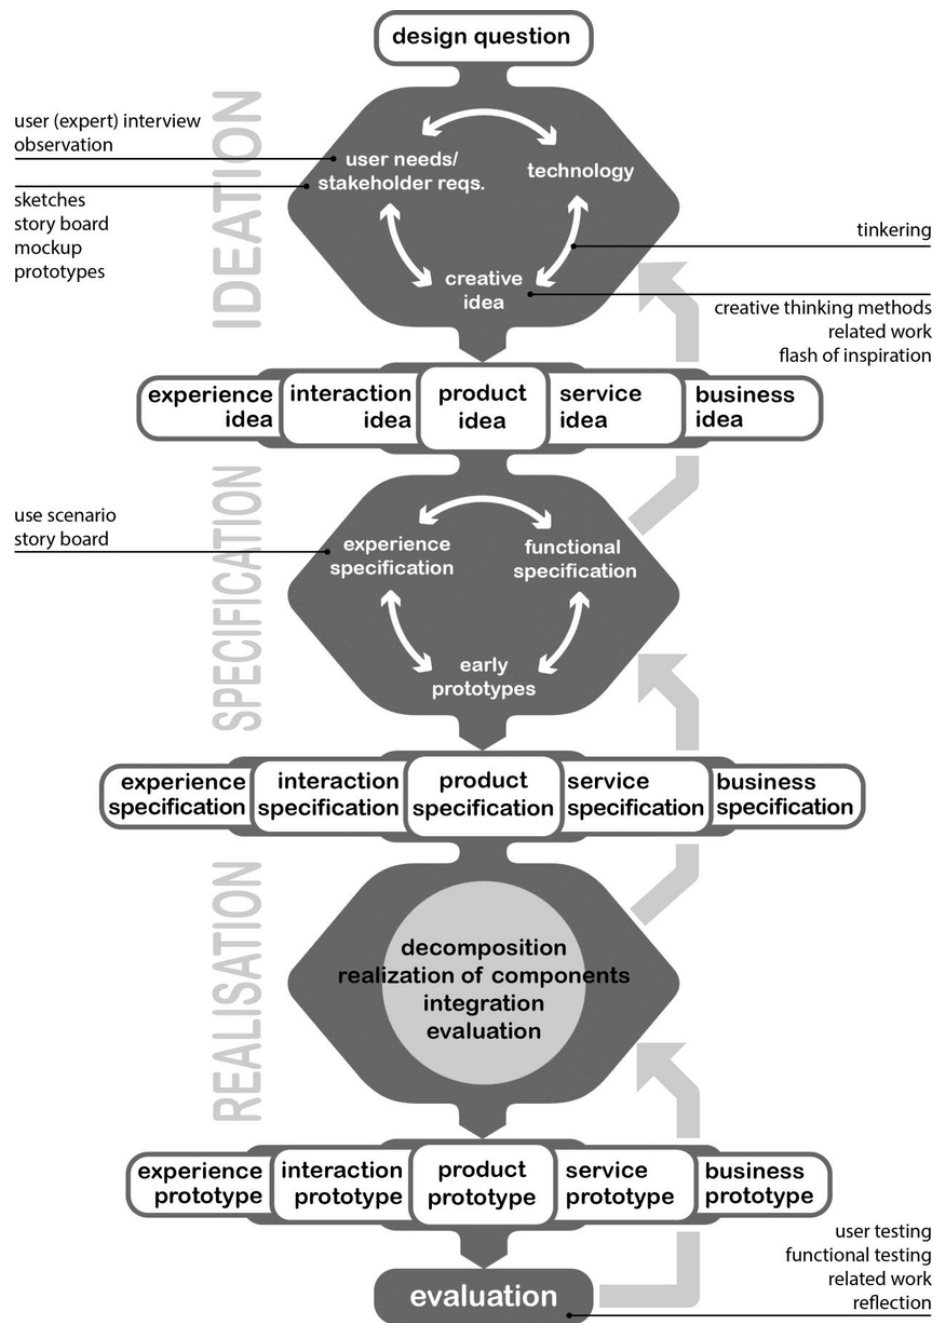 design question
IDEATION
user (expert) interview
observation
sketches
story board
mockup
prototypes
user needs/
stakeholder reqs.
technology
creative
idea
tinkering
creative thinking methods
related work
flash of inspiration
experience
idea
interaction
idea
product
idea
service
idea
business
idea
SPECIFICATION
use scenario
story board
experience
specification
functional
specification
early
prototypes
experience
specification
interaction
specification
product
specification
service
specification
business
specification
REALISATION
decomposition
realization of components
integration
evaluation
experience
prototype
interaction
prototype
product
prototype
service
prototype
business
prototype
evaluation
user testing
functional testing
related work
reflection